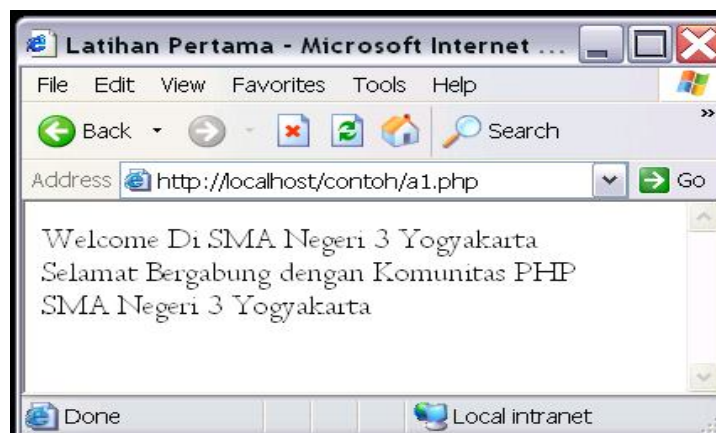 Latihan Pertama - Microsoft Internet ...
File Edit View Favorites Tools Help
Back Search »
Address http://localhost/contoh/a1.php Go
Welcome Di SMA Negeri 3 Yogyakarta
Selamat Bergabung dengan Komunitas PHP
SMA Negeri 3 Yogyakarta
Done Local intranet